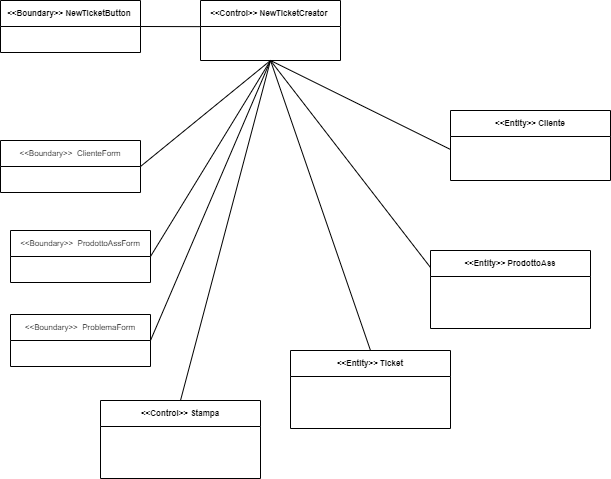 <<Boundary>> NewTicketButton
<<Control>> NewTicketCreator
<<Entity>> Cliente
<<Boundary>> ClienteForm
<<Boundary>> ProdottoAssForm
<<Entity>> ProdottoAss
<<Boundary>> ProblemaForm
<<Entity>> Ticket
<<Control>> Stampa